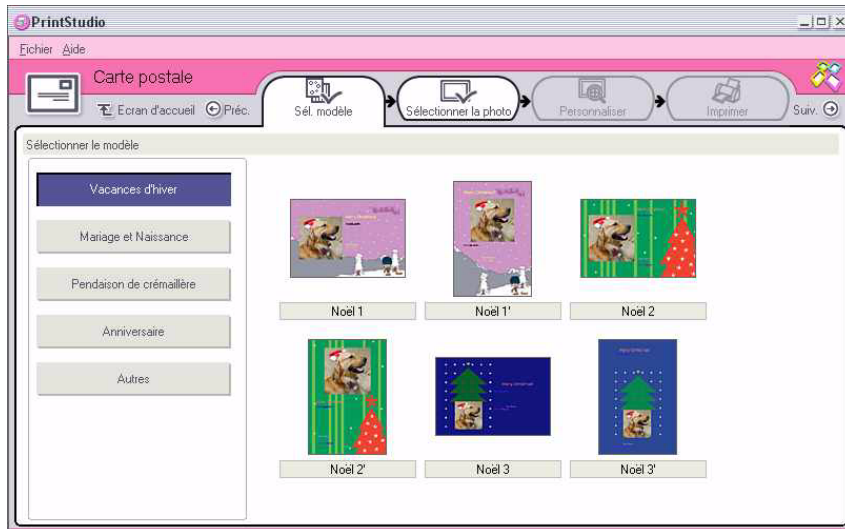 PrintStudio
Fichier Aide
Carte postale
Ecran d'accueil Préc.
Sél. modèle
Sélectionner la photo
Personnaliser
Imprimer
Suiv.
Sélectionner le modèle
Vacances d'hiver
Mariage et Naissance
Pendaison de crémaillère
Anniversaire
Autres
Noël 1
Noël 1'
Noël 2
Noël 2'
Noël 3
Noël 3'